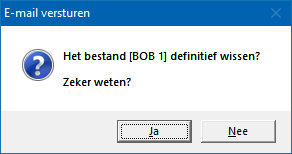 E-mail versturen
Het bestand [BOB 1] definitief wissen?
Zeker weten?
Ja
Nee